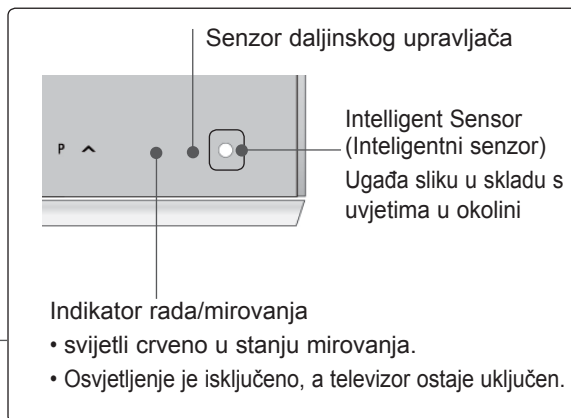 Senzor daljinskog upravljača
P
Intelligent Sensor
(Inteligentni senzor)
Ugađa sliku u skladu s
uvjetima u okolini
Indikator rada/mirovanja
• svijetli crveno u stanju mirovanja.
• Osvjetljenje je isključeno, a televizor ostaje uključen.